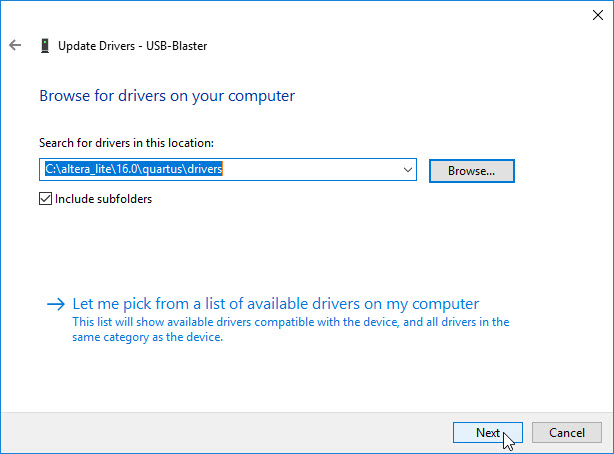 Update Drivers - USB-Blaster
Browse for drivers on your computer
Search for drivers in this location:
C:\altera_lite\16.0\quartus\drivers
Browse...
Include subfolders
Let me pick from a list of available drivers on my computer
This list will show available drivers compatible with the device, and all drivers in the
same category as the device.
Next
Cancel